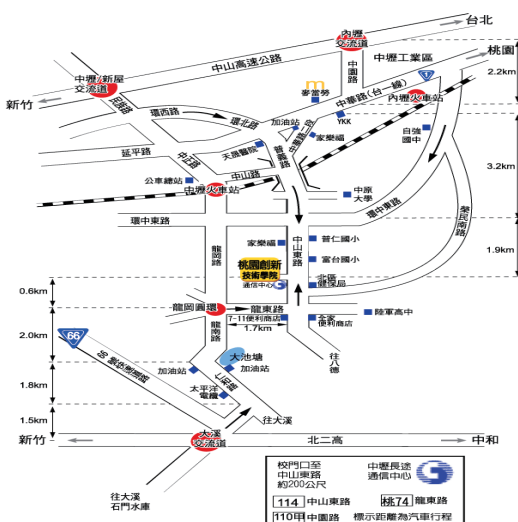 台北
內壢
交流道
中壢工業區
桃園
中山高速公路
中園路
2.2km
中壢/新屋
交流道
新竹
民族路
環西路
環北路
麥當勞
中華路(台一線)
1
內壢火車站
加油站
中華路二段
家樂福
YKK
自強
國中
延平路
中正路
天晟醫院
普義路
3.2km
公車總站
中山路
中壢火車站
中原
大學
環中東路
環中東路
榮民南路
龍岡路
家樂福
中山東路
普仁國小
1.9km
桃園創新
技術學院
通信中心
富台國小
北區
健保局
0.6km
龍岡圓環
龍東路
陸軍高中
7-11便利商店
全家
便利商店
1.7km
2.0km
龍南路
往八德
66
大池塘
加油站
加油站
1.8km
太平洋
電纜
往大溪
1.5km
新竹
大溪
交流道
北二高
中和
往大溪
石門水庫
校門口至
中山東路
約200公尺
中壢長途
通信中心
114 中山東路
桃74 龍東路
110甲 中園路
標示距離為汽車行程